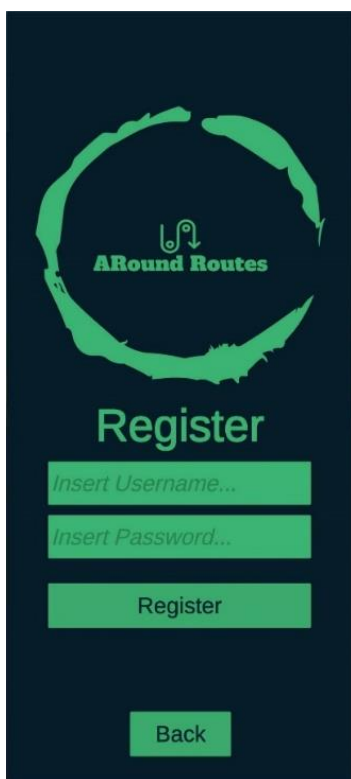 ARound Routes
Register
Insert Username...
Insert Password...
Register
Back